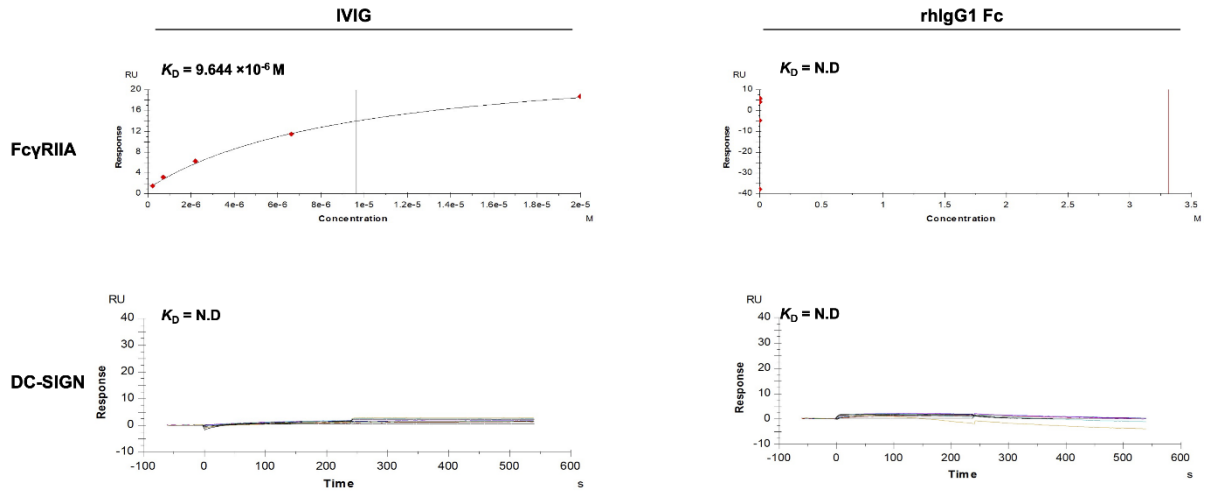 IVIG
rhIgG1 Fc
FcγRIIA
RU
K_D = 9.644 ×10⁻⁶ M
20
16
12
8
4
0
Response
0 2e-6 4e-6 6e-6 8e-6 1e-5 1.2e-5 1.4e-5 1.6e-5 1.8e-5 2e-5
Concentration
M
RU
K_D = N.D
10
0
-10
-20
-30
-40
Response
0 0.5 1 1.5 2 2.5 3 3.5
Concentration
M
DC-SIGN
RU
K_D = N.D
40
30
20
10
0
-10
Response
-100 0 100 200 300 400 500 600
Time
s
RU
K_D = N.D
40
30
20
10
0
-10
Response
-100 0 100 200 300 400 500 600
Time
s